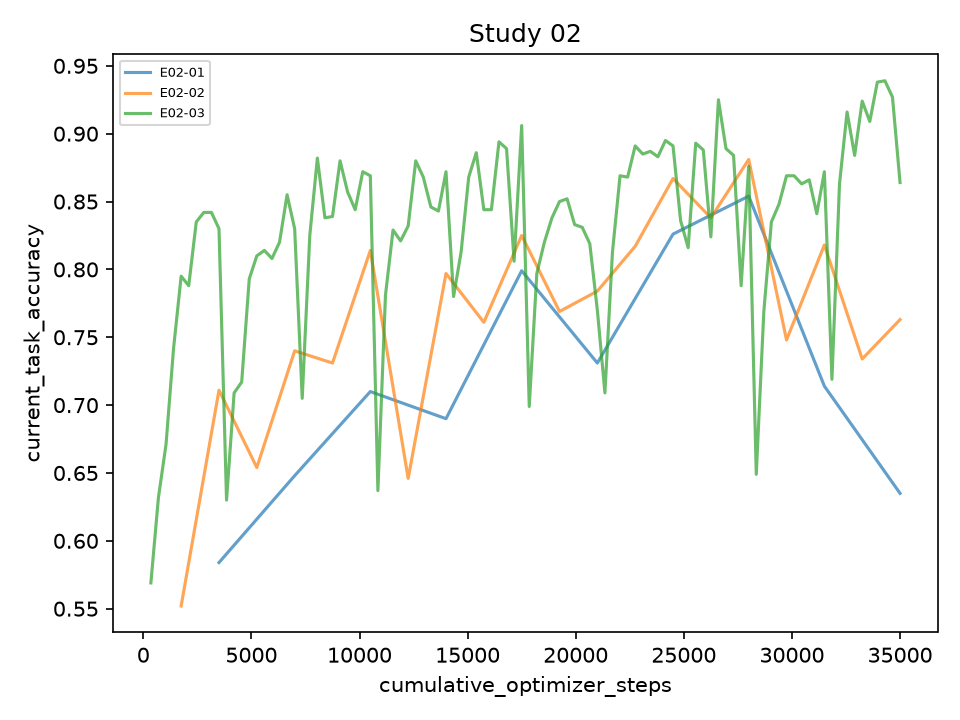 Study 02
E02-01
E02-02
E02-03
current_task_accuracy
0.95
0.90
0.85
0.80
0.75
0.70
0.65
0.60
0.55
0 5000 10000 15000 20000 25000 30000 35000
cumulative_optimizer_steps